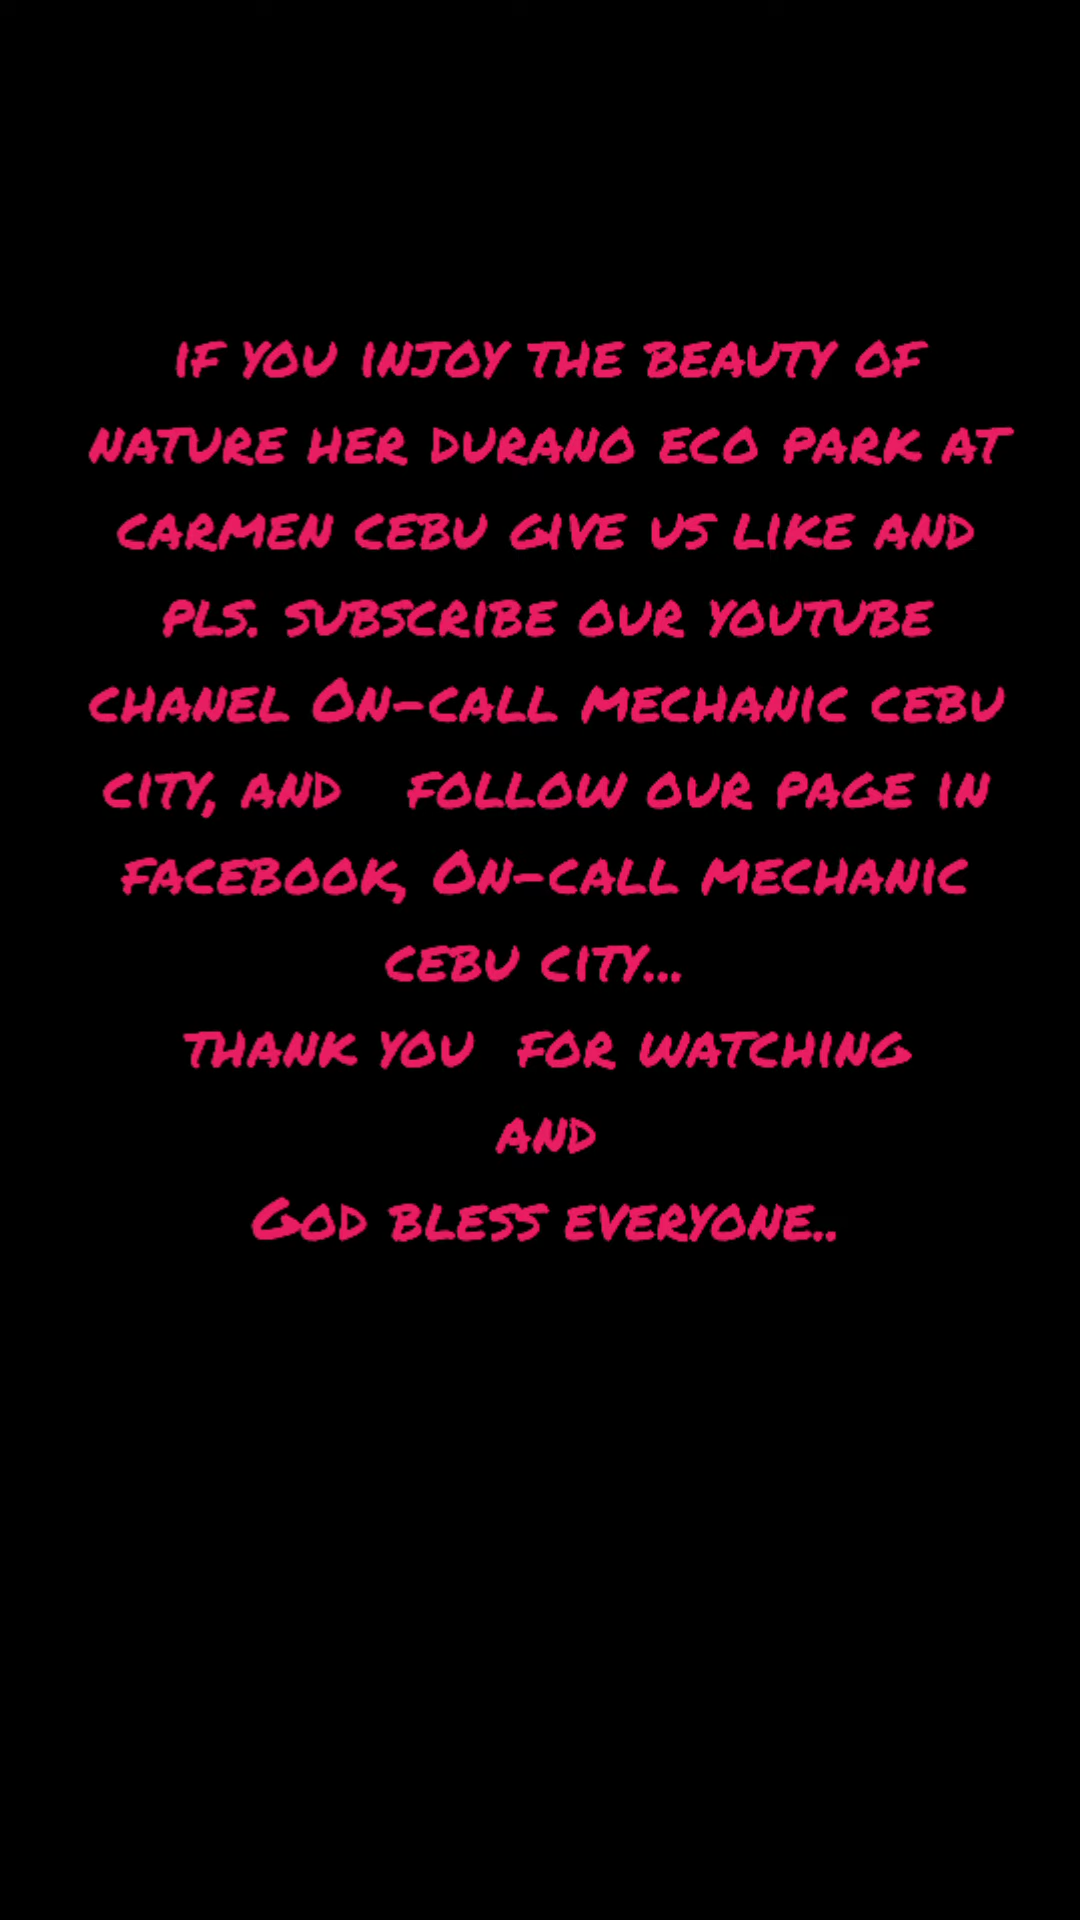 if you injoy the beauty of
nature her durano eco park at
carmen cebu give us like and
pls. subscribe our youtube
chanel On-call mechanic cebu
city, and follow our page in
facebook, On-call mechanic
cebu city...
thank you for watching
and
God bless everyone..